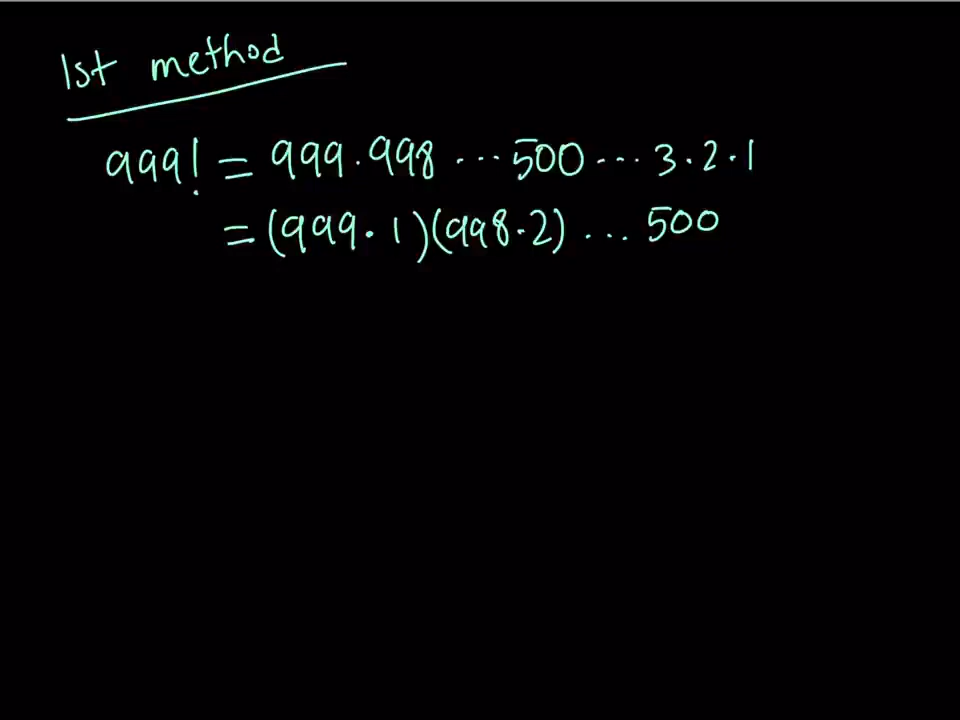 1st method
999! = 999.998 ... 500 ... 3.2.1
= (999.1)(998.2) ... 500